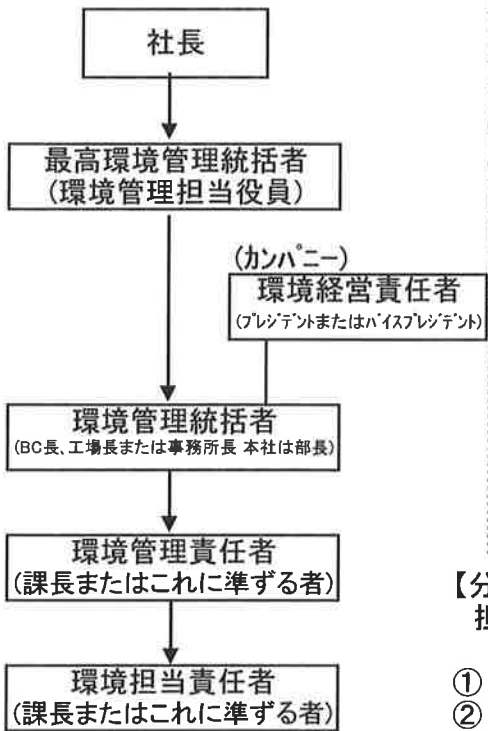 社長
最高環境管理統括者
(環境管理担当役員)
(ｶﾝﾊﾟﾆｰ)
環境経営責任者
(ﾌﾟﾚｼﾞﾃﾞﾝﾄまたはﾊﾞｲｽﾌﾟﾚｼﾞﾃﾞﾝﾄ)
環境管理統括者
(BC長、工場長または事務所長 本社は部長)
環境管理責任者
(課長またはこれに準ずる者)
環境担当責任者
(課長またはこれに準ずる者)
【分
担
①
②